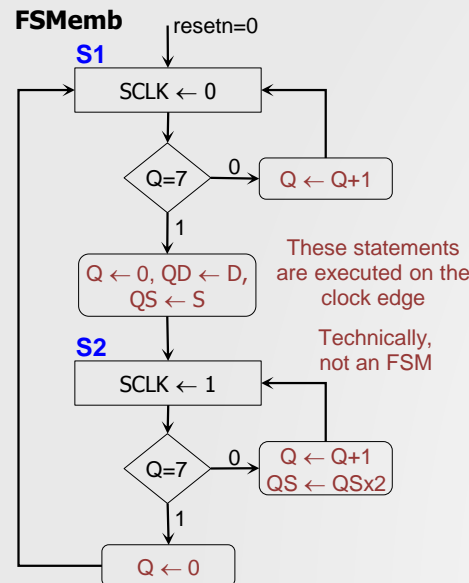 FSMemb
resetn=0
S1
SCLK ← 0
Q=7
0
Q ← Q+1
1
Q ← 0, QD ← D,
QS ← S
These statements
are executed on the
clock edge
Technically,
not an FSM
S2
SCLK ← 1
Q=7
0
Q ← Q+1
QS ← QSx2
1
Q ← 0